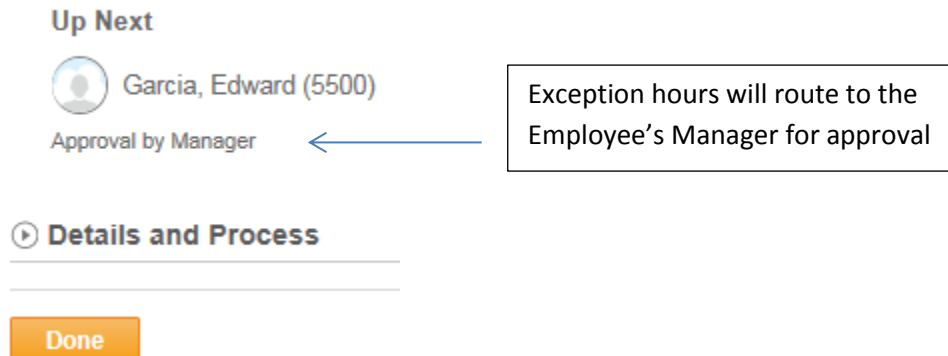 Up Next
Garcia, Edward (5500)
Approval by Manager
Exception hours will route to the
Employee’s Manager for approval
Details and Process
Done